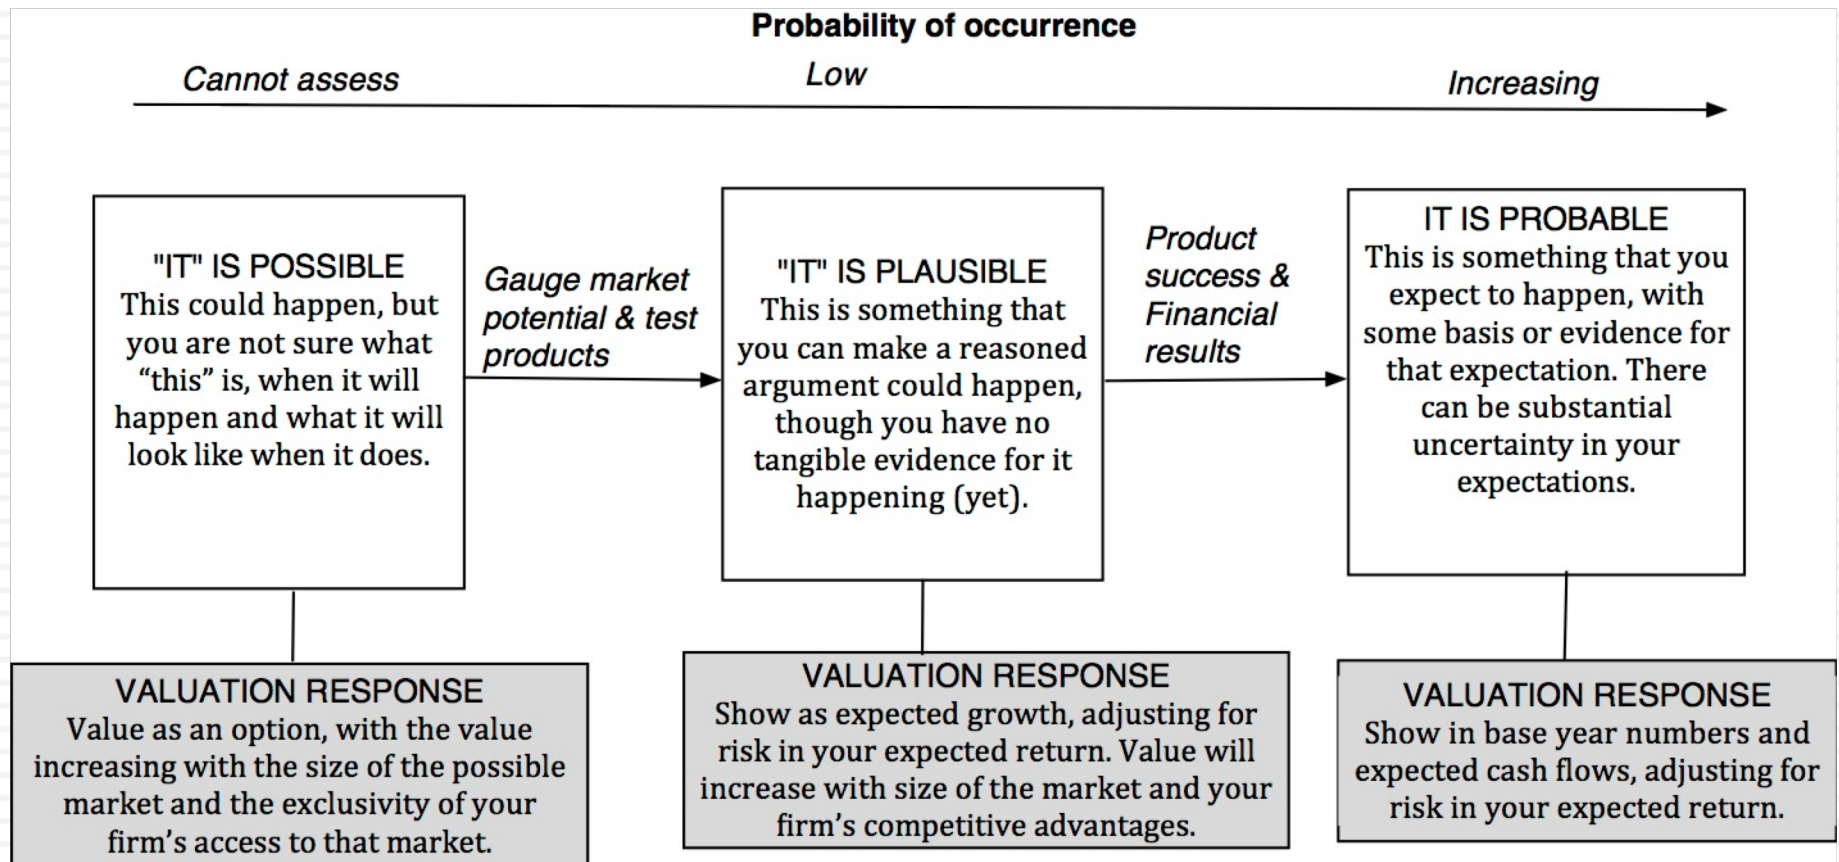 Probability of occurrence
Cannot assess
Low
Increasing
"IT" IS POSSIBLE
This could happen, but
you are not sure what
“this” is, when it will
happen and what it will
look like when it does.
Gauge market
potential & test
products
"IT" IS PLAUSIBLE
This is something that
you can make a reasoned
argument could happen,
though you have no
tangible evidence for it
happening (yet).
Product
success &
Financial
results
IT IS PROBABLE
This is something that you
expect to happen, with
some basis or evidence for
that expectation. There
can be substantial
uncertainty in your
expectations.
VALUATION RESPONSE
Value as an option, with the value
increasing with the size of the possible
market and the exclusivity of your
firm’s access to that market.
VALUATION RESPONSE
Show as expected growth, adjusting for
risk in your expected return. Value will
increase with size of the market and your
firm’s competitive advantages.
VALUATION RESPONSE
Show in base year numbers and
expected cash flows, adjusting for
risk in your expected return.